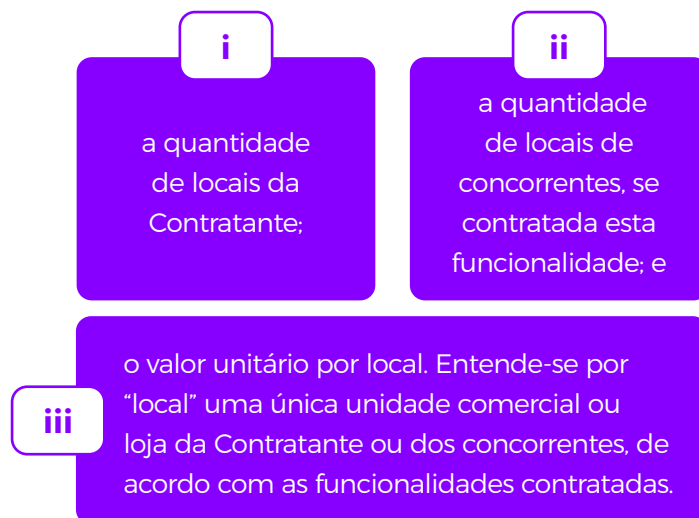 i
a quantidade
de locais da
Contratante;
ii
a quantidade
de locais de
concorrentes, se
contratada esta
funcionalidade; e
iii
o valor unitário por local. Entende-se por
“local” uma única unidade comercial ou
loja da Contratante ou dos concorrentes, de
acordo com as funcionalidades contratadas.